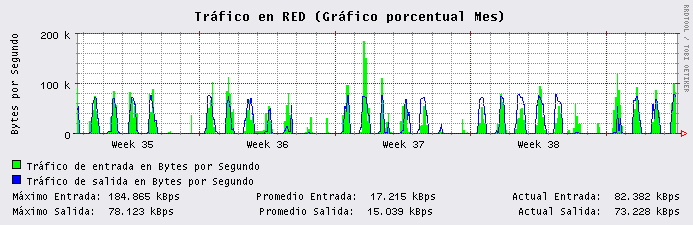 Tráfico en RED (Gráfico porcentual Mes)
RRDTOOL / TOBI OETIKER
Bytes por Segundo
200 k
100 k
0
Week 35 Week 36 Week 37 Week 38
Tráfico de entrada en Bytes por Segundo
Tráfico de salida en Bytes por Segundo
Máximo Entrada: 184.865 kBps Promedio Entrada: 17.215 kBps Actual Entrada: 82.382 kBps
Máximo Salida: 78.123 kBps Promedio Salida: 15.039 kBps Actual Salida: 73.228 kBps